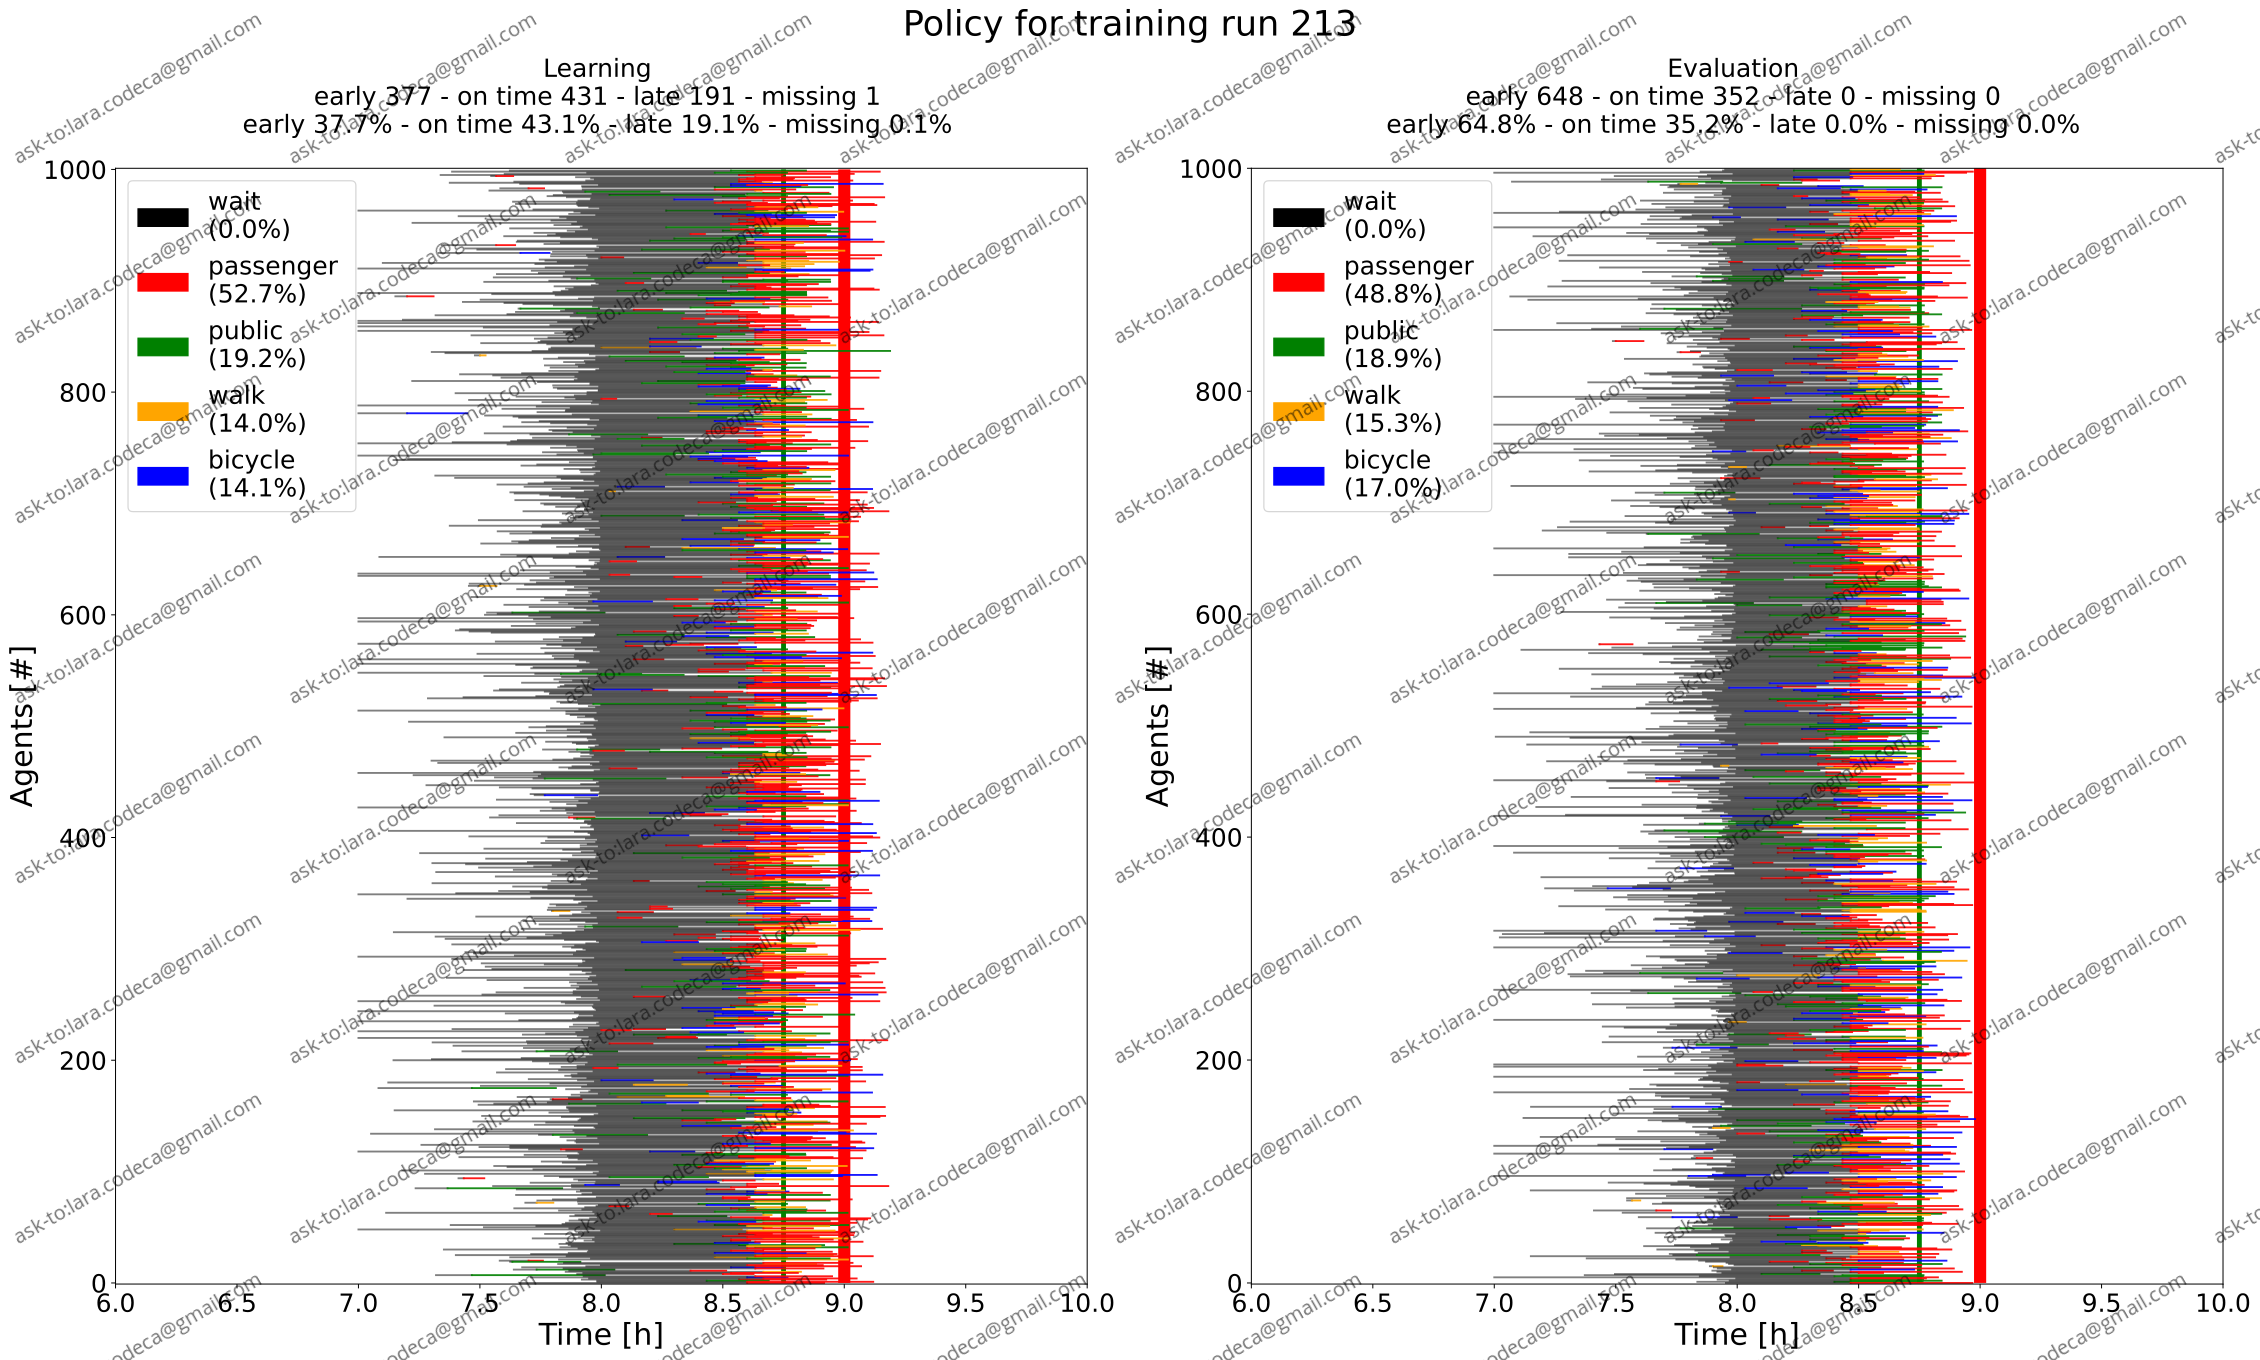 Policy for training run 213
Learning
early 377 - on time 431 - late 191 - missing 1
early 37.7% - on time 43.1% - late 19.1% - missing 0.1%
Evaluation
early 648 - on time 352 - late 0 - missing 0
early 64.8% - on time 35.2% - late 0.0% - missing 0.0%
Agents [#]
1000
800
600
400
200
0
wait
(0.0%)
passenger
(52.7%)
public
(19.2%)
walk
(14.0%)
bicycle
(14.1%)
6.0 6.5 7.0 7.5 8.0 8.5 9.0 9.5 10.0
Time [h]
Agents [#]
1000
800
600
400
200
0
wait
(0.0%)
passenger
(48.8%)
public
(18.9%)
walk
(15.3%)
bicycle
(17.0%)
6.0 6.5 7.0 7.5 8.0 8.5 9.0 9.5 10.0
Time [h]
ask-to:lara.codeca@gmail.com